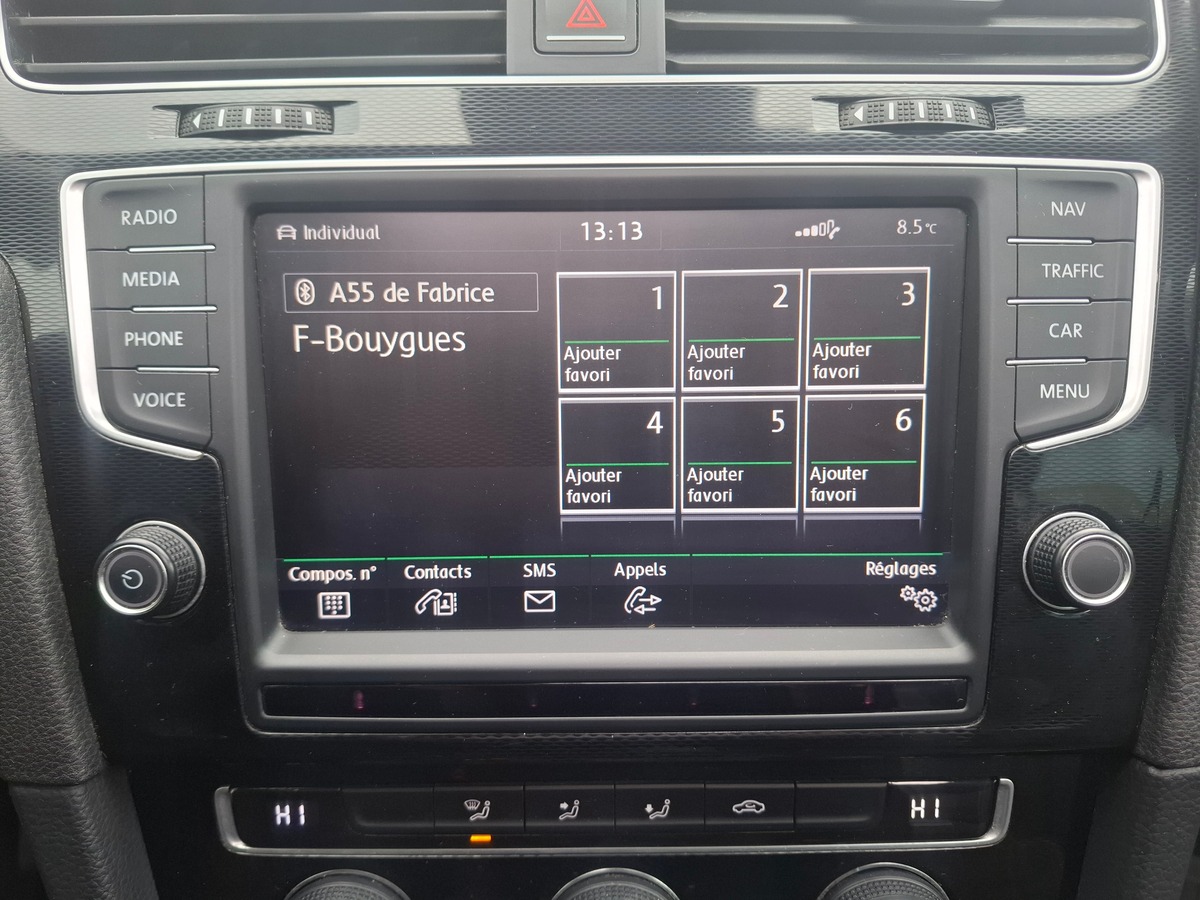 RADIO
MEDIA
PHONE
VOICE
NAV
TRAFFIC
CAR
MENU
Individual
13:13
8.5°C
A55 de Fabrice
F-Bouygues
1
Ajouter
favori
2
Ajouter
favori
3
Ajouter
favori
4
Ajouter
favori
5
Ajouter
favori
6
Ajouter
favori
Compos. n°
Contacts
SMS
Appels
Réglages
HI
HI